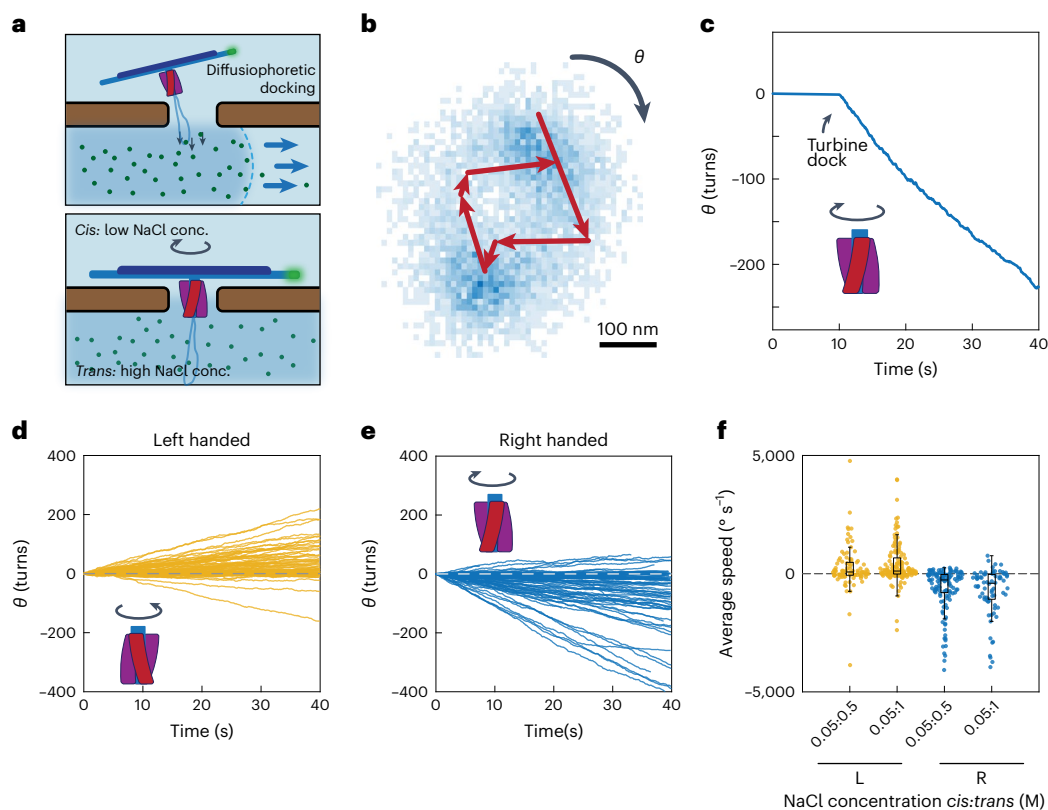 a
Diffusiophoretic
docking
Cis: low NaCl conc.
Trans: high NaCl conc.
b
θ
100 nm
c
θ (turns)
0
−100
−200
Turbine
dock
0
10
20
30
40
Time (s)
d
Left handed
θ (turns)
400
200
0
−200
−400
0
10
20
30
40
Time (s)
e
Right handed
θ (turns)
400
200
0
−200
−400
0
10
20
30
40
Time(s)
f
Average speed (° s⁻¹)
5,000
0
−5,000
0.05:0.5
0.05:1
0.05:0.5
0.05:1
L
R
NaCl concentration cis:trans (M)